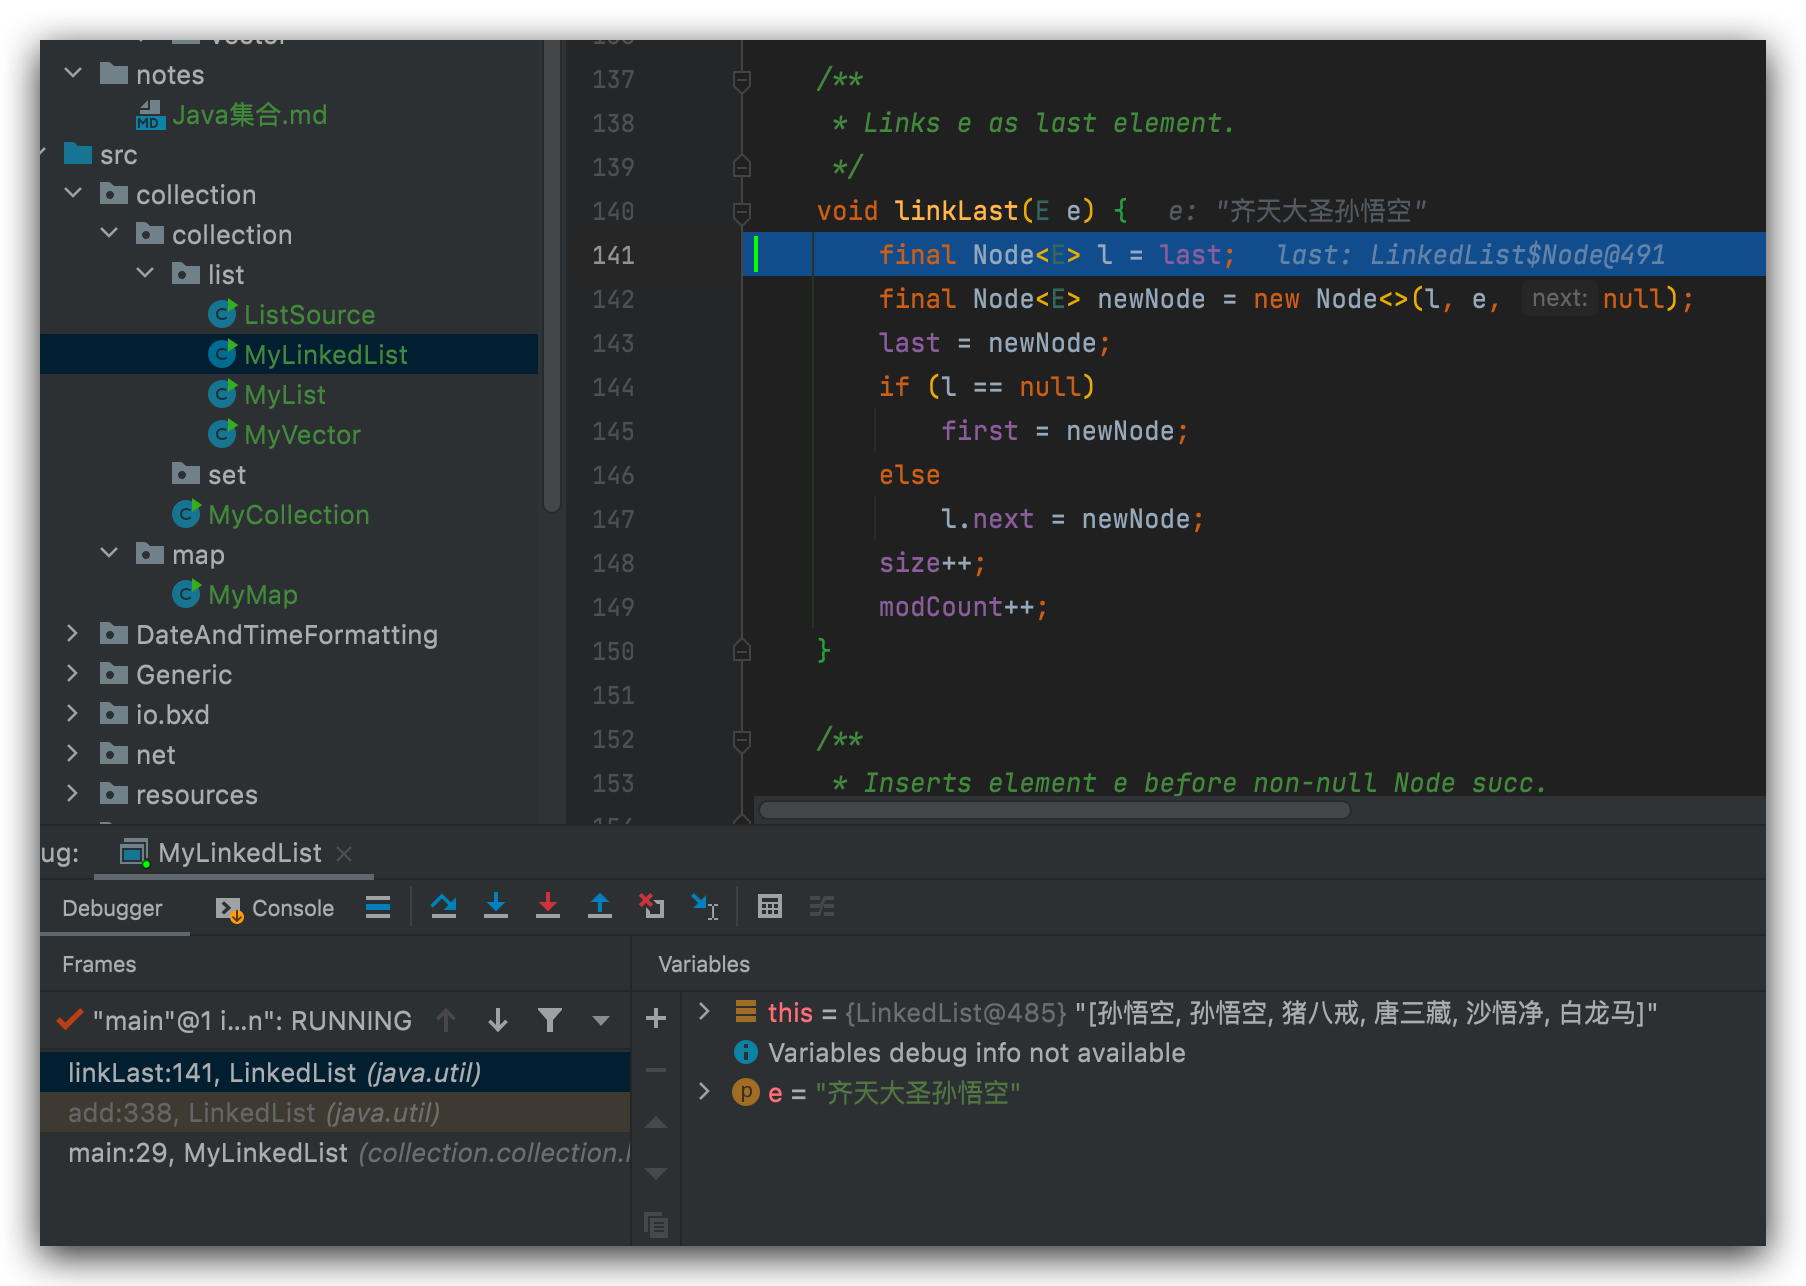 notes
Java集合.md
src
collection
collection
list
ListSource
MyLinkedList
MyList
MyVector
set
MyCollection
map
MyMap
DateAndTimeFormatting
Generic
io.bxd
net
resources
137 /**
138 * Links e as last element.
139 */
140 void linkLast(E e) { e: "齐天大圣孙悟空"
141 final Node<E> l = last; last: LinkedList$Node@491
142 final Node<E> newNode = new Node<>(l, e, next: null);
143 last = newNode;
144 if (l == null)
145 first = newNode;
146 else
147 l.next = newNode;
148 size++;
149 modCount++;
150 }
151
152 /**
153 * Inserts element e before non-null Node succ.
ug: MyLinkedList
Debugger Console
Frames
"main"@1 i...n": RUNNING
linkLast:141, LinkedList (java.util)
add:338, LinkedList (java.util)
main:29, MyLinkedList (collection.collection.l
Variables
this = {LinkedList@485} "[孙悟空, 孙悟空, 猪八戒, 唐三藏, 沙悟净, 白龙马]"
Variables debug info not available
e = "齐天大圣孙悟空"